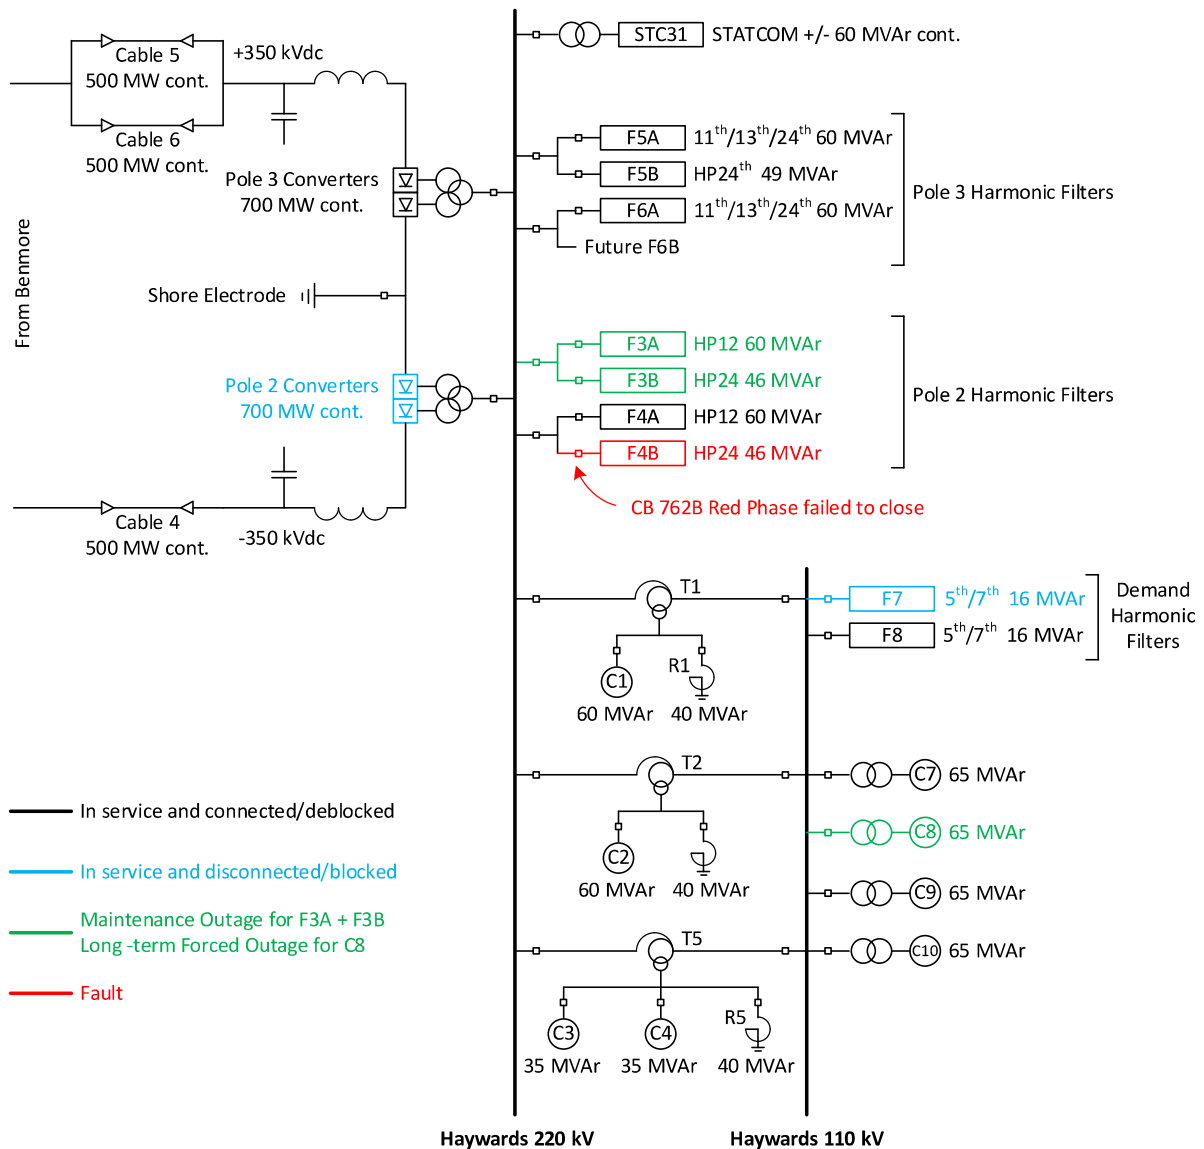 STC31 STATCOM +/- 60 MVAr cont.
Cable 5
500 MW cont.
+350 kVdc
Cable 6
500 MW cont.
F5A 11th/13th/24th 60 MVAr
F5B HP24th 49 MVAr
F6A 11th/13th/24th 60 MVAr
Future F6B
Pole 3 Harmonic Filters
Pole 3 Converters
700 MW cont.
From Benmore
Shore Electrode
F3A HP12 60 MVAr
F3B HP24 46 MVAr
F4A HP12 60 MVAr
F4B HP24 46 MVAr
Pole 2 Harmonic Filters
Pole 2 Converters
700 MW cont.
CB 762B Red Phase failed to close
Cable 4
500 MW cont.
-350 kVdc
T1
F7 5th/7th 16 MVAr
F8 5th/7th 16 MVAr
Demand
Harmonic
Filters
C1
R1
60 MVAr 40 MVAr
T2
C7 65 MVAr
C8 65 MVAr
C2
60 MVAr 40 MVAr
C9 65 MVAr
T5
C10 65 MVAr
C3
C4
R5
35 MVAr 35 MVAr 40 MVAr
In service and connected/deblocked
In service and disconnected/blocked
Maintenance Outage for F3A + F3B
Long -term Forced Outage for C8
Fault
Haywards 220 kV
Haywards 110 kV